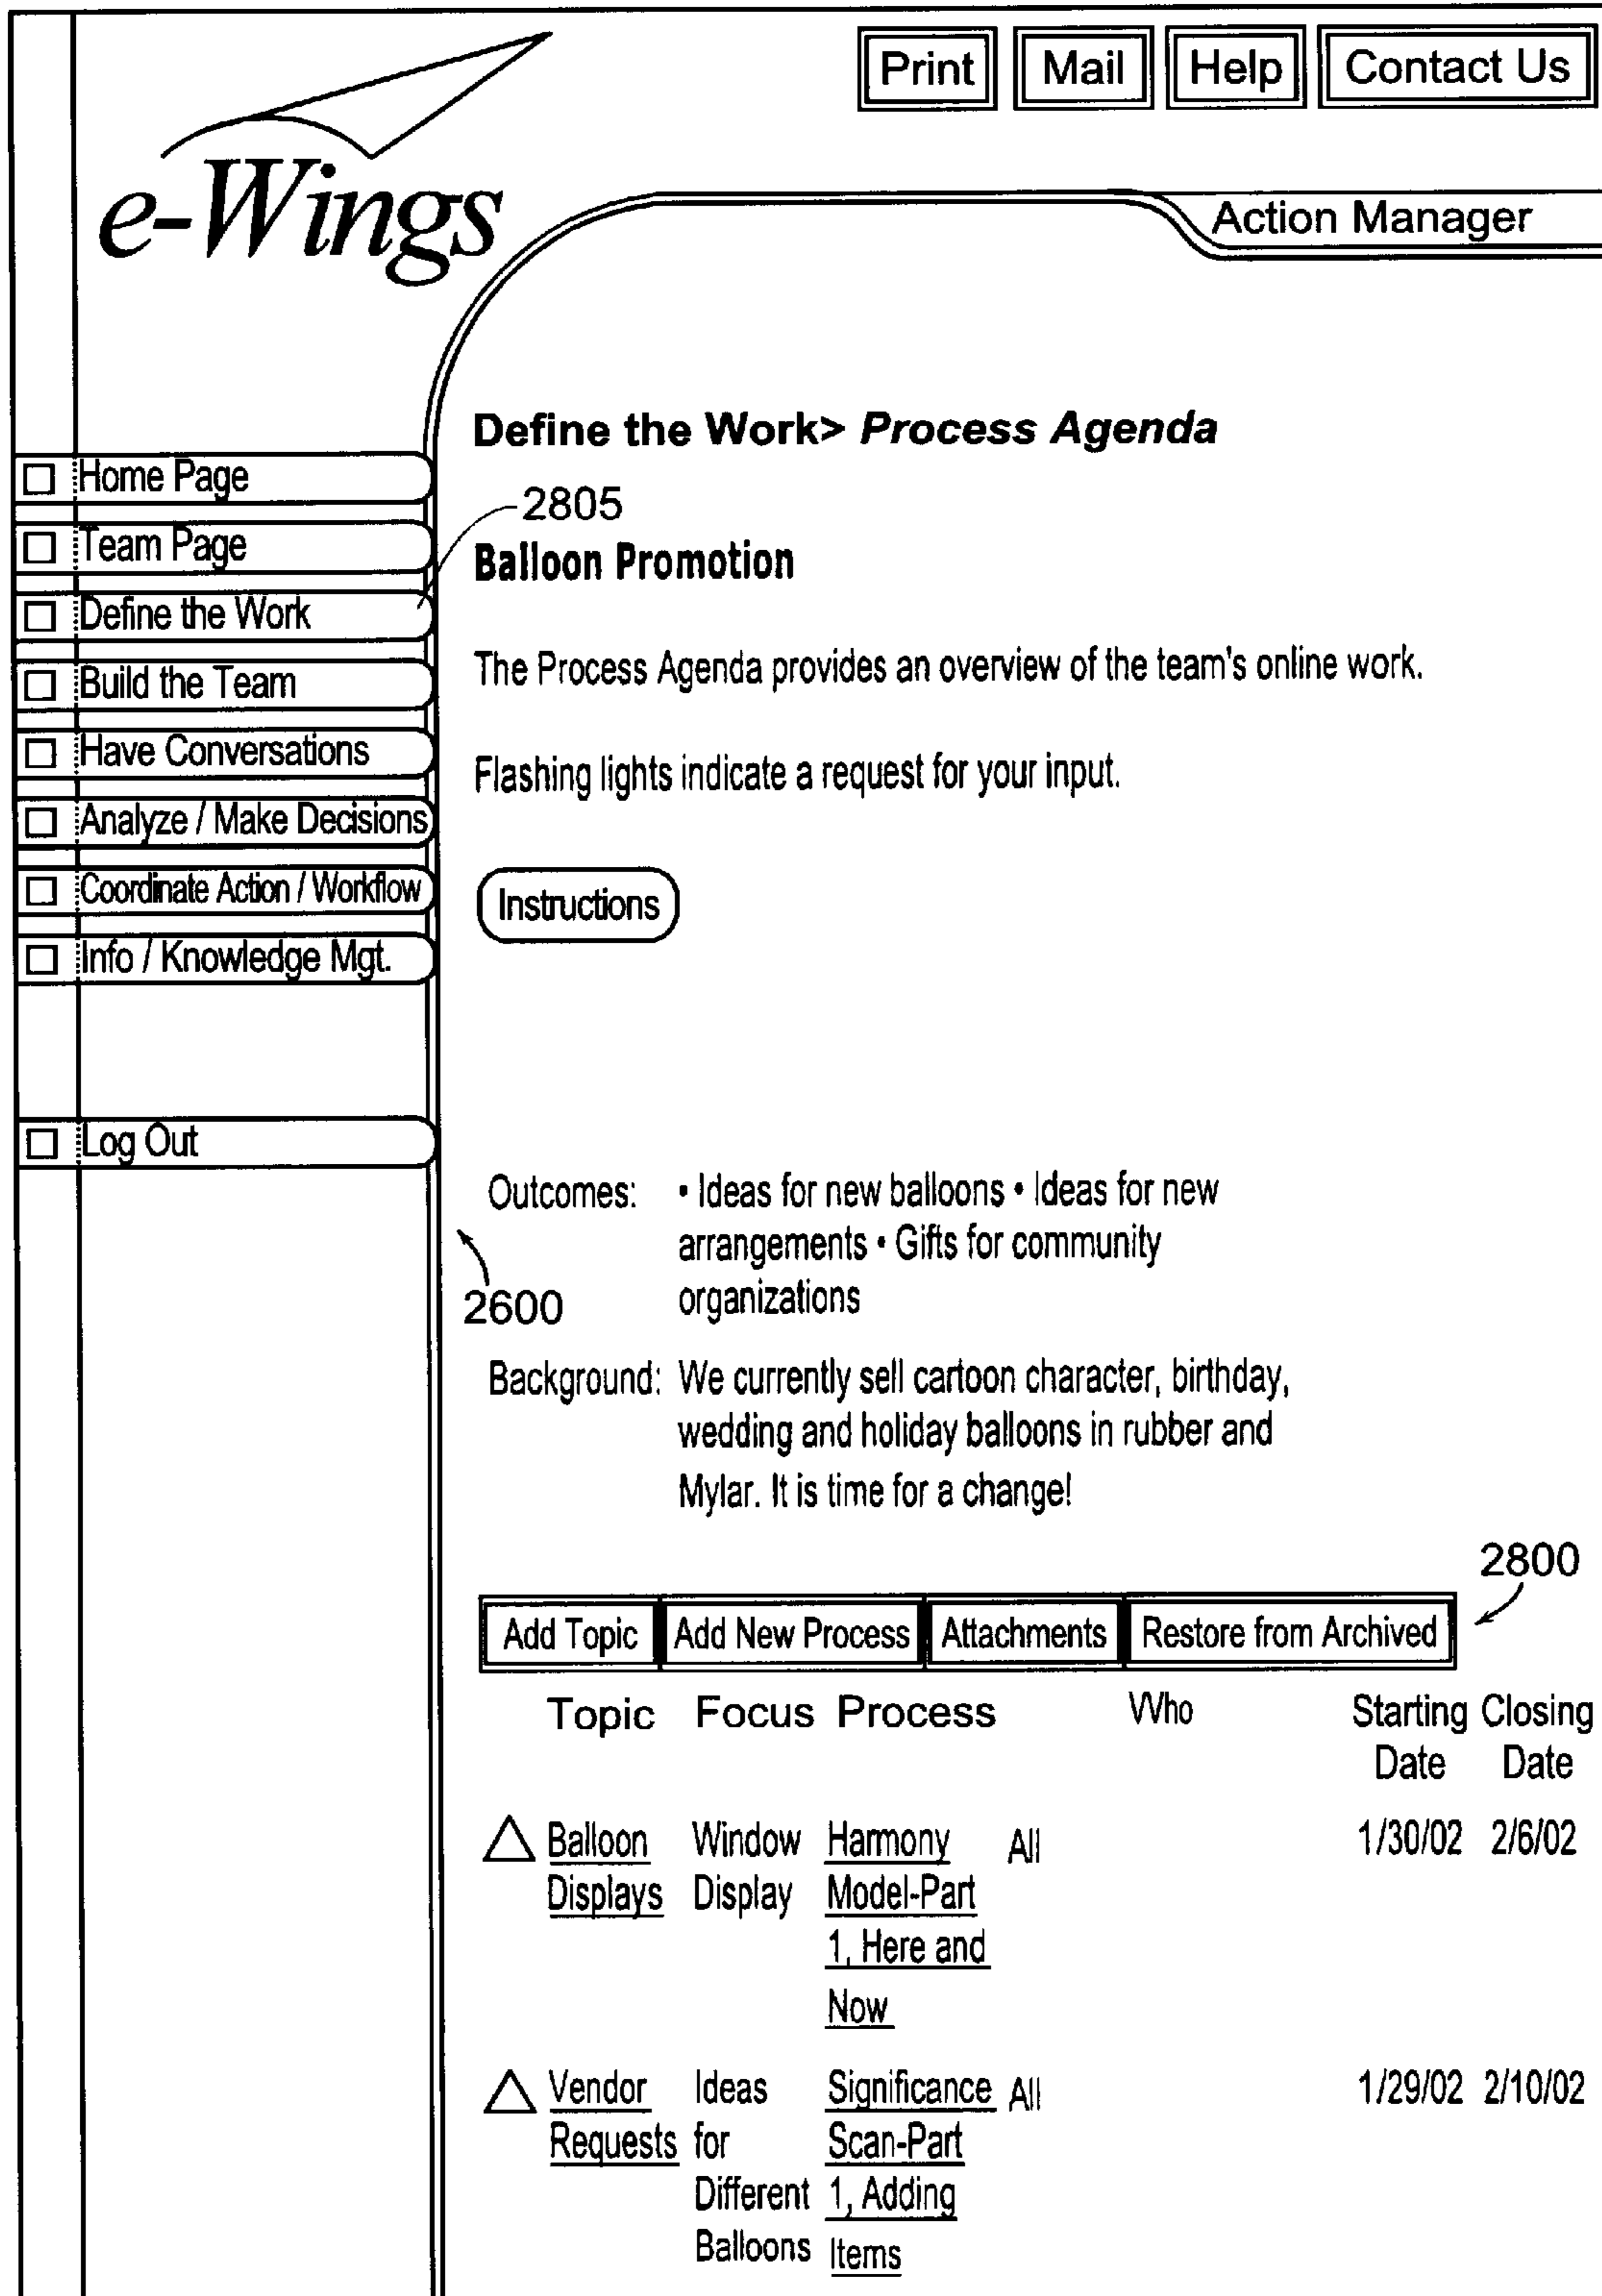 Print Mail Help Contact Us
e-Wings
Action Manager
Define the Work> Process Agenda
Home Page
2805
Team Page
Balloon Promotion
Define the Work
The Process Agenda provides an overview of the team's online work.
Build the Team
Have Conversations
Flashing lights indicate a request for your input.
Analyze / Make Decisions
Coordinate Action / Workflow
Instructions
Info / Knowledge Mgt.
Log Out
Outcomes: • Ideas for new balloons • Ideas for new
arrangements • Gifts for community
organizations
2600
Background: We currently sell cartoon character, birthday,
wedding and holiday balloons in rubber and
Mylar. It is time for a change!
2800
Add Topic Add New Process Attachments Restore from Archived
Topic Focus Process Who Starting Closing
Date Date
Balloon Window Harmony All 1/30/02 2/6/02
Displays Display Model-Part
1, Here and
Now
Vendor Ideas Significance All 1/29/02 2/10/02
Requests for Scan-Part
Different 1, Adding
Balloons Items